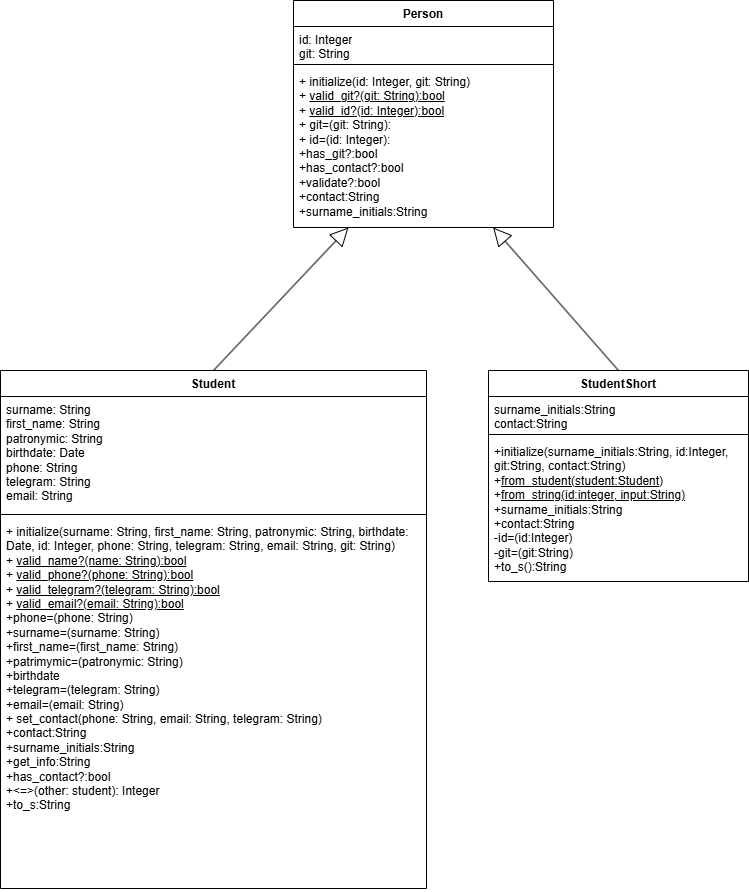 Person
id: Integer
git: String
+ initialize(id: Integer, git: String)
+ valid_git?(git: String):bool
+ valid_id?(id: Integer):bool
+ git=(git: String):
+ id=(id: Integer):
+has_git?:bool
+has_contact?:bool
+validate?:bool
+contact:String
+surname_initials:String
Student
surname: String
first_name: String
patronymic: String
birthdate: Date
phone: String
telegram: String
email: String
+ initialize(surname: String, first_name: String, patronymic: String, birthdate:
Date, id: Integer, phone: String, telegram: String, email: String, git: String)
+ valid_name?(name: String):bool
+ valid_phone?(phone: String):bool
+ valid_telegram?(telegram: String):bool
+ valid_email?(email: String):bool
+phone=(phone: String)
+surname=(surname: String)
+first_name=(first_name: String)
+patrimymic=(patronymic: String)
+birthdate
+telegram=(telegram: String)
+email=(email: String)
+ set_contact(phone: String, email: String, telegram: String)
+contact:String
+surname_initials:String
+get_info:String
+has_contact?:bool
+<=>(other: student): Integer
+to_s:String
StudentShort
surname_initials:String
contact:String
+initialize(surname_initials:String, id:Integer,
git:String, contact:String)
+from_student(student:Student)
+from_string(id:integer, input:String)
+surname_initials:String
+contact:String
-id=(id:Integer)
-git=(git:String)
+to_s():String